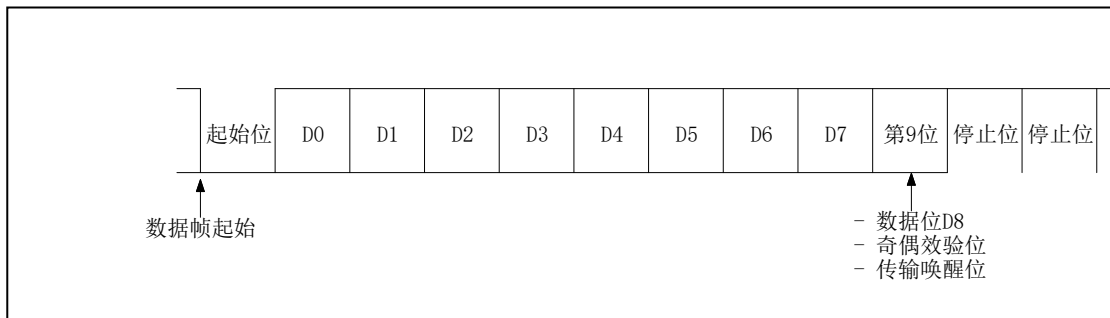 起始位 D0 D1 D2 D3 D4 D5 D6 D7 第9位 停止位 停止位
数据帧起始
- 数据位D8
- 奇偶效验位
- 传输唤醒位